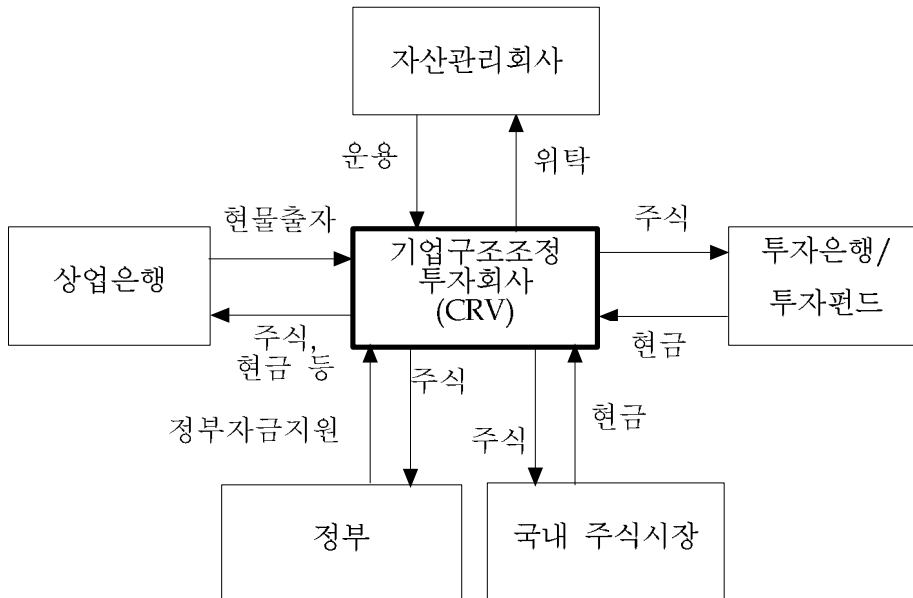 자산관리회사
운용
위탁
현물출자
주식
상업은행
기업구조조정
투자회사
(CRV)
투자은행/
투자펀드
주식,
현금 등
현금
주식
정부자금지원
주식
현금
정부
국내 주식시장